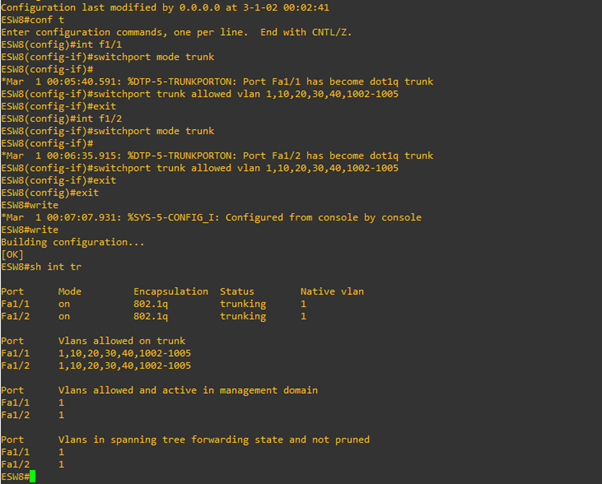 Configuration last modified by 0.0.0.0 at 3-1-02 00:02:41
ESW8#conf t
Enter configuration commands, one per line.  End with CNTL/Z.
ESW8(config)#int f1/1
ESW8(config-if)#switchport mode trunk
ESW8(config-if)#
*Mar  1 00:05:40.591: %DTP-5-TRUNKPORTON: Port Fa1/1 has become dot1q trunk
ESW8(config-if)#switchport trunk allowed vlan 1,10,20,30,40,1002-1005
ESW8(config-if)#exit
ESW8(config)#int f1/2
ESW8(config-if)#switchport mode trunk
ESW8(config-if)#
*Mar  1 00:06:35.915: %DTP-5-TRUNKPORTON: Port Fa1/2 has become dot1q trunk
ESW8(config-if)#switchport trunk allowed vlan 1,10,20,30,40,1002-1005
ESW8(config-if)#exit
ESW8(config)#exit
ESW8#write
*Mar  1 00:07:07.931: %SYS-5-CONFIG_I: Configured from console by console
ESW8#write
Building configuration...
[OK]
ESW8#sh int tr
Port      Mode         Encapsulation  Status        Native vlan
Fa1/1     on           802.1q         trunking      1
Fa1/2     on           802.1q         trunking      1
Port      Vlans allowed on trunk
Fa1/1     1,10,20,30,40,1002-1005
Fa1/2     1,10,20,30,40,1002-1005
Port      Vlans allowed and active in management domain
Fa1/1     1
Fa1/2     1
Port      Vlans in spanning tree forwarding state and not pruned
Fa1/1     1
Fa1/2     1
ESW8#